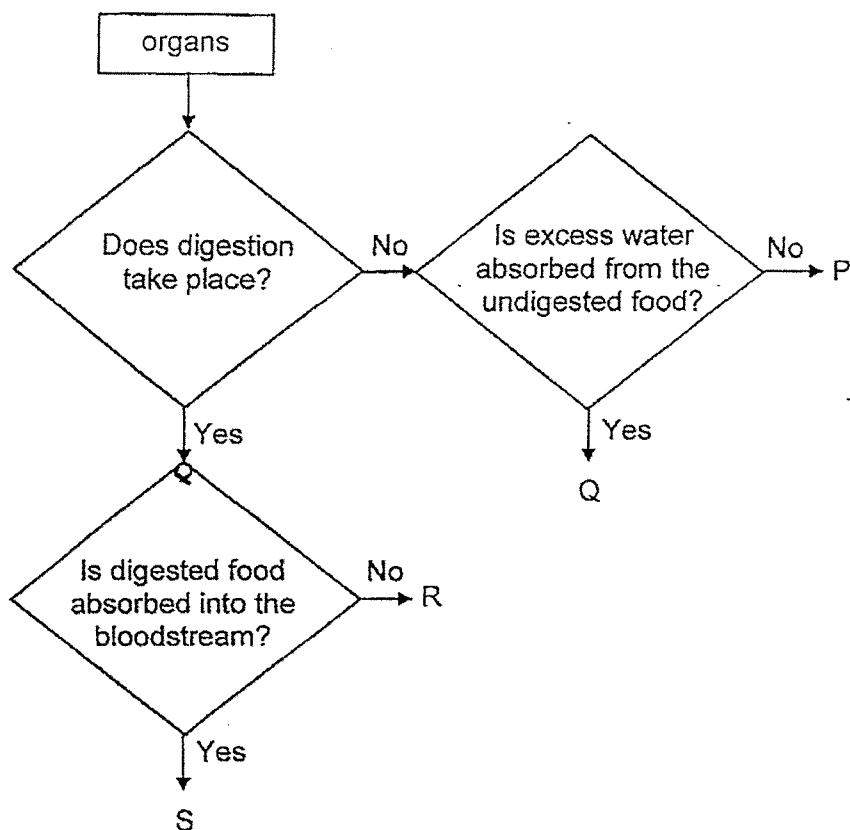 organs
Does digestion
take place?
No
Is excess water
absorbed from the
undigested food?
No
P
Yes
Yes
Q
Q
Is digested food
absorbed into the
bloodstream?
No
R
Yes
S